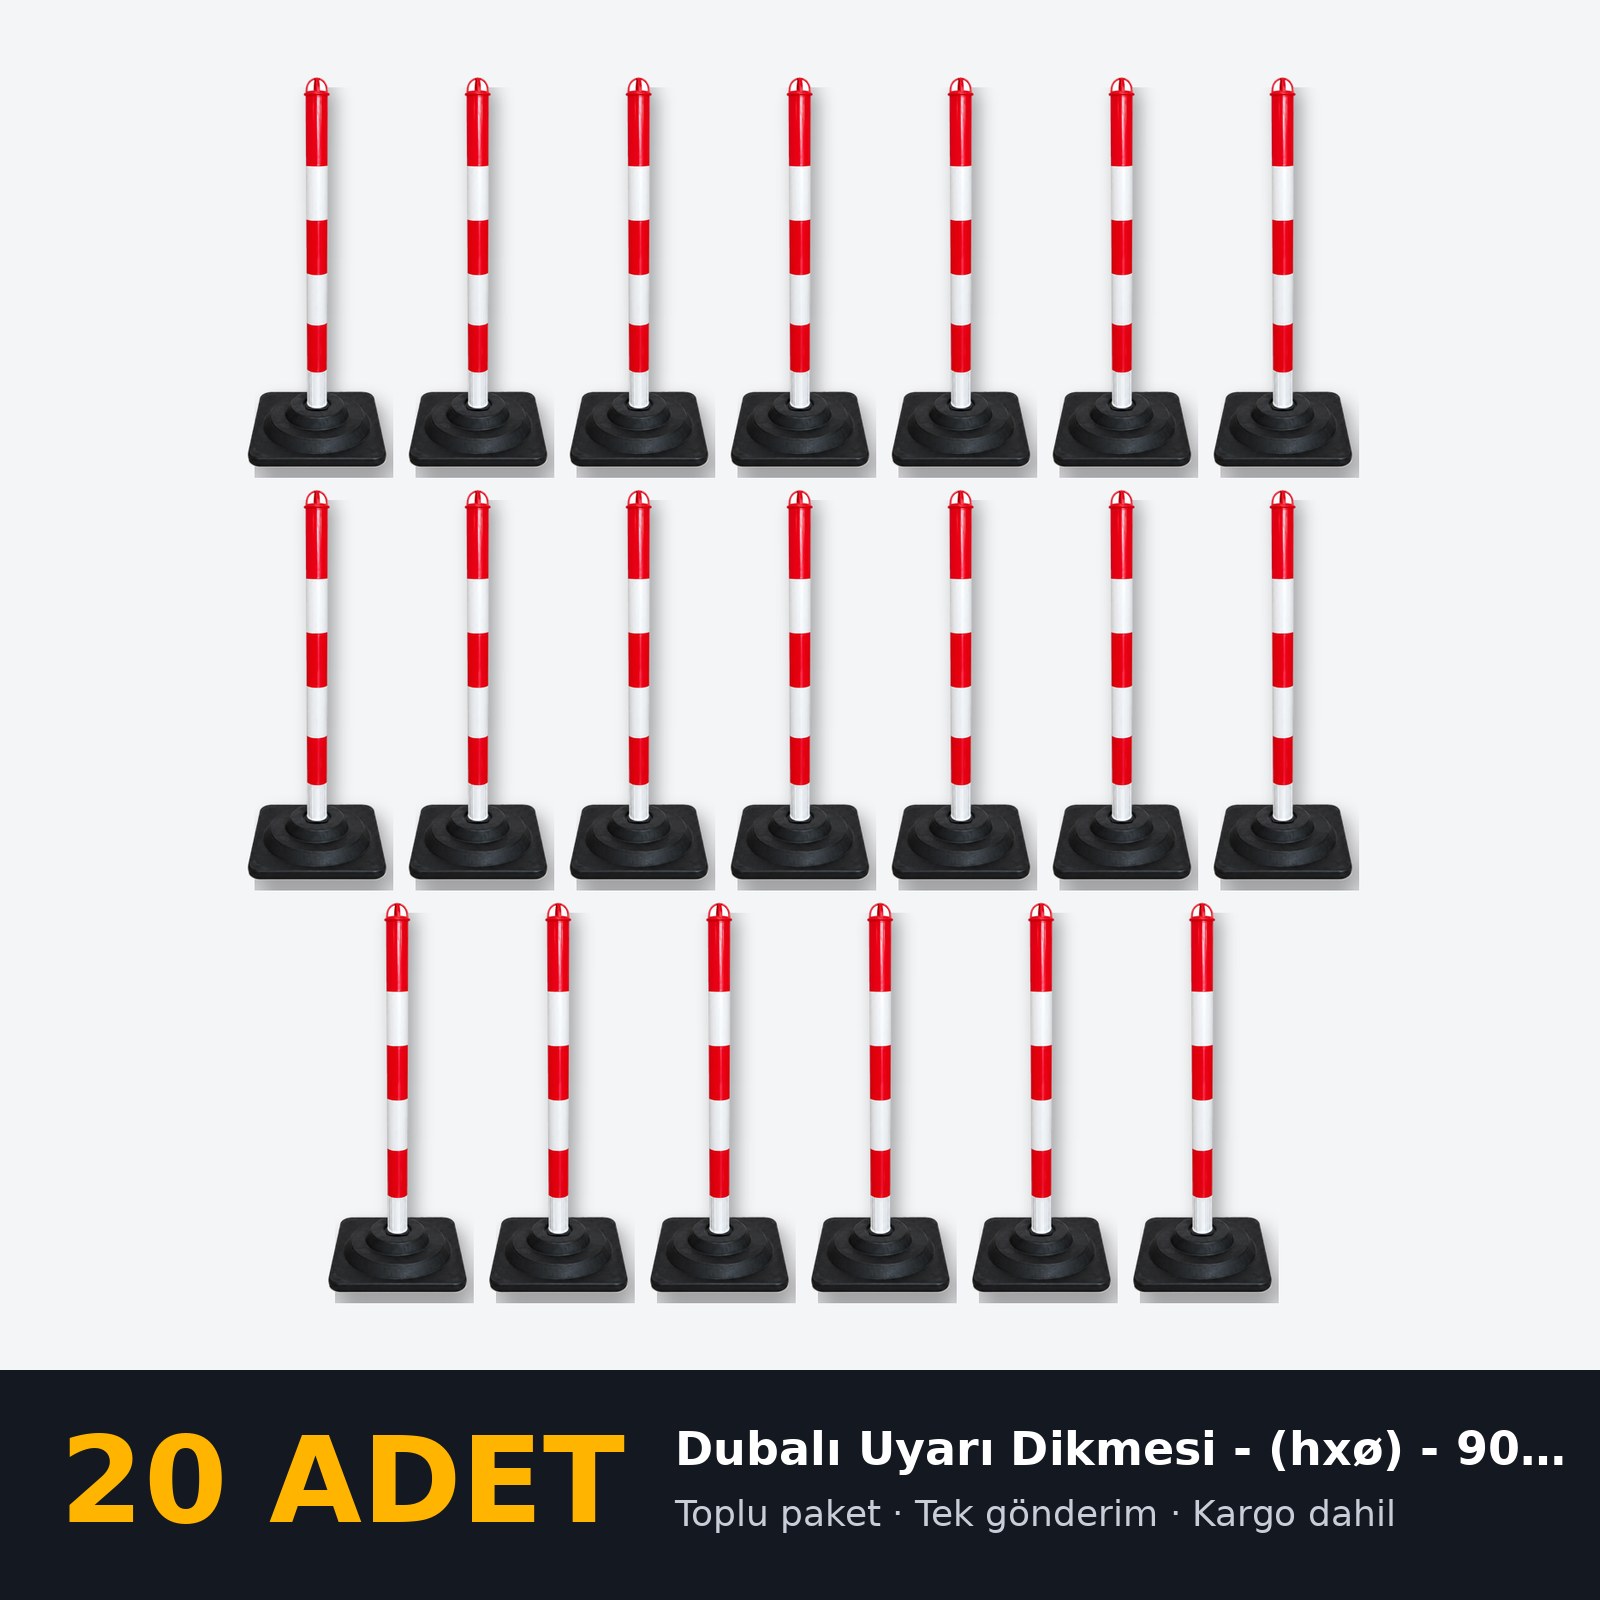 20 ADET
Dubalı Uyarı Dikmesi - (hxø) - 90...
Toplu paket · Tek gönderim · Kargo dahil